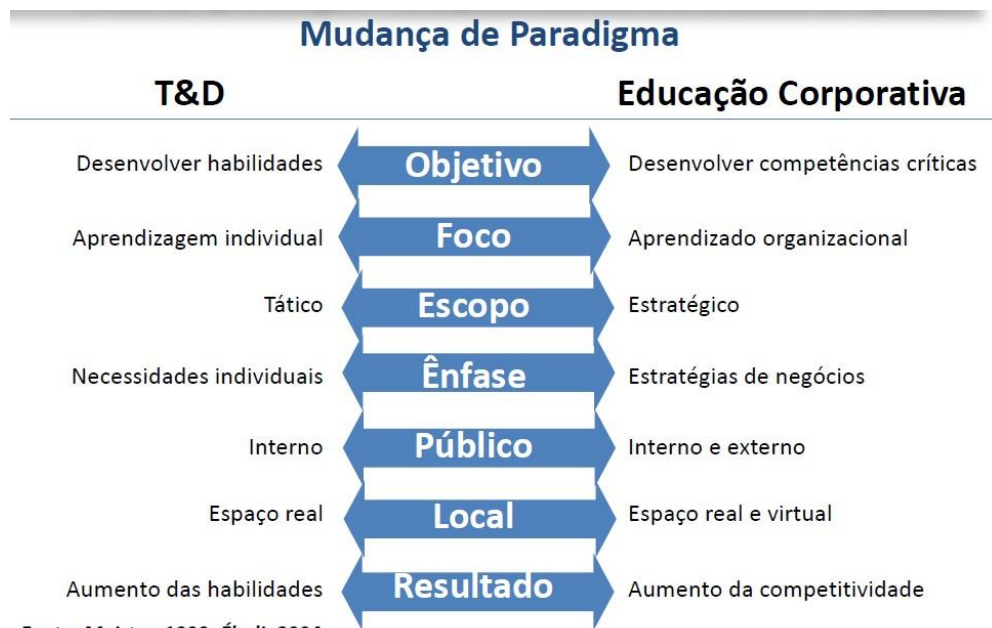 Mudança de Paradigma
T&D Educação Corporativa
Desenvolver habilidades Objetivo Desenvolver competências críticas
Aprendizagem individual Foco Aprendizado organizacional
Tático Escopo Estratégico
Necessidades individuais Ênfase Estratégias de negócios
Interno Público Interno e externo
Espaço real Local Espaço real e virtual
Aumento das habilidades Resultado Aumento da competitividade